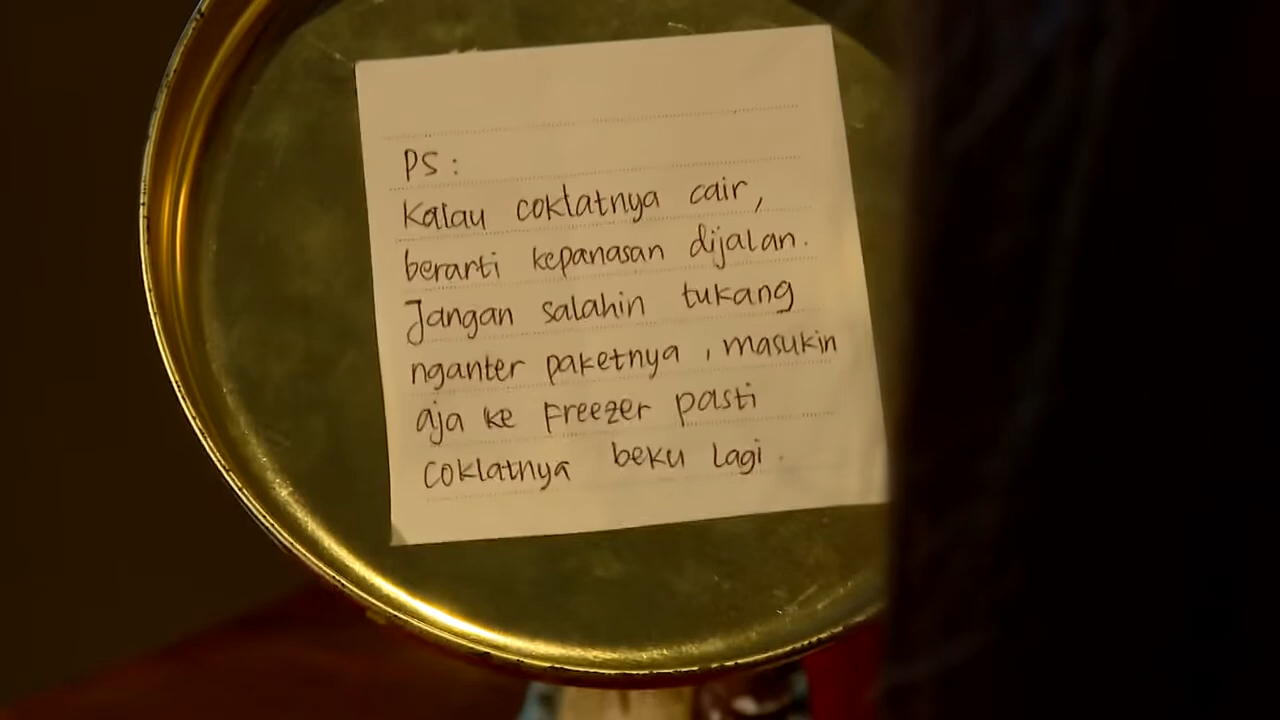 PS :
Kalau coklatnya cair,
berarti kepanasan dijalan.
Jangan salahin tukang
nganter paketnya , masukin
aja ke Freezer pasti
coklatnya beku lagi.